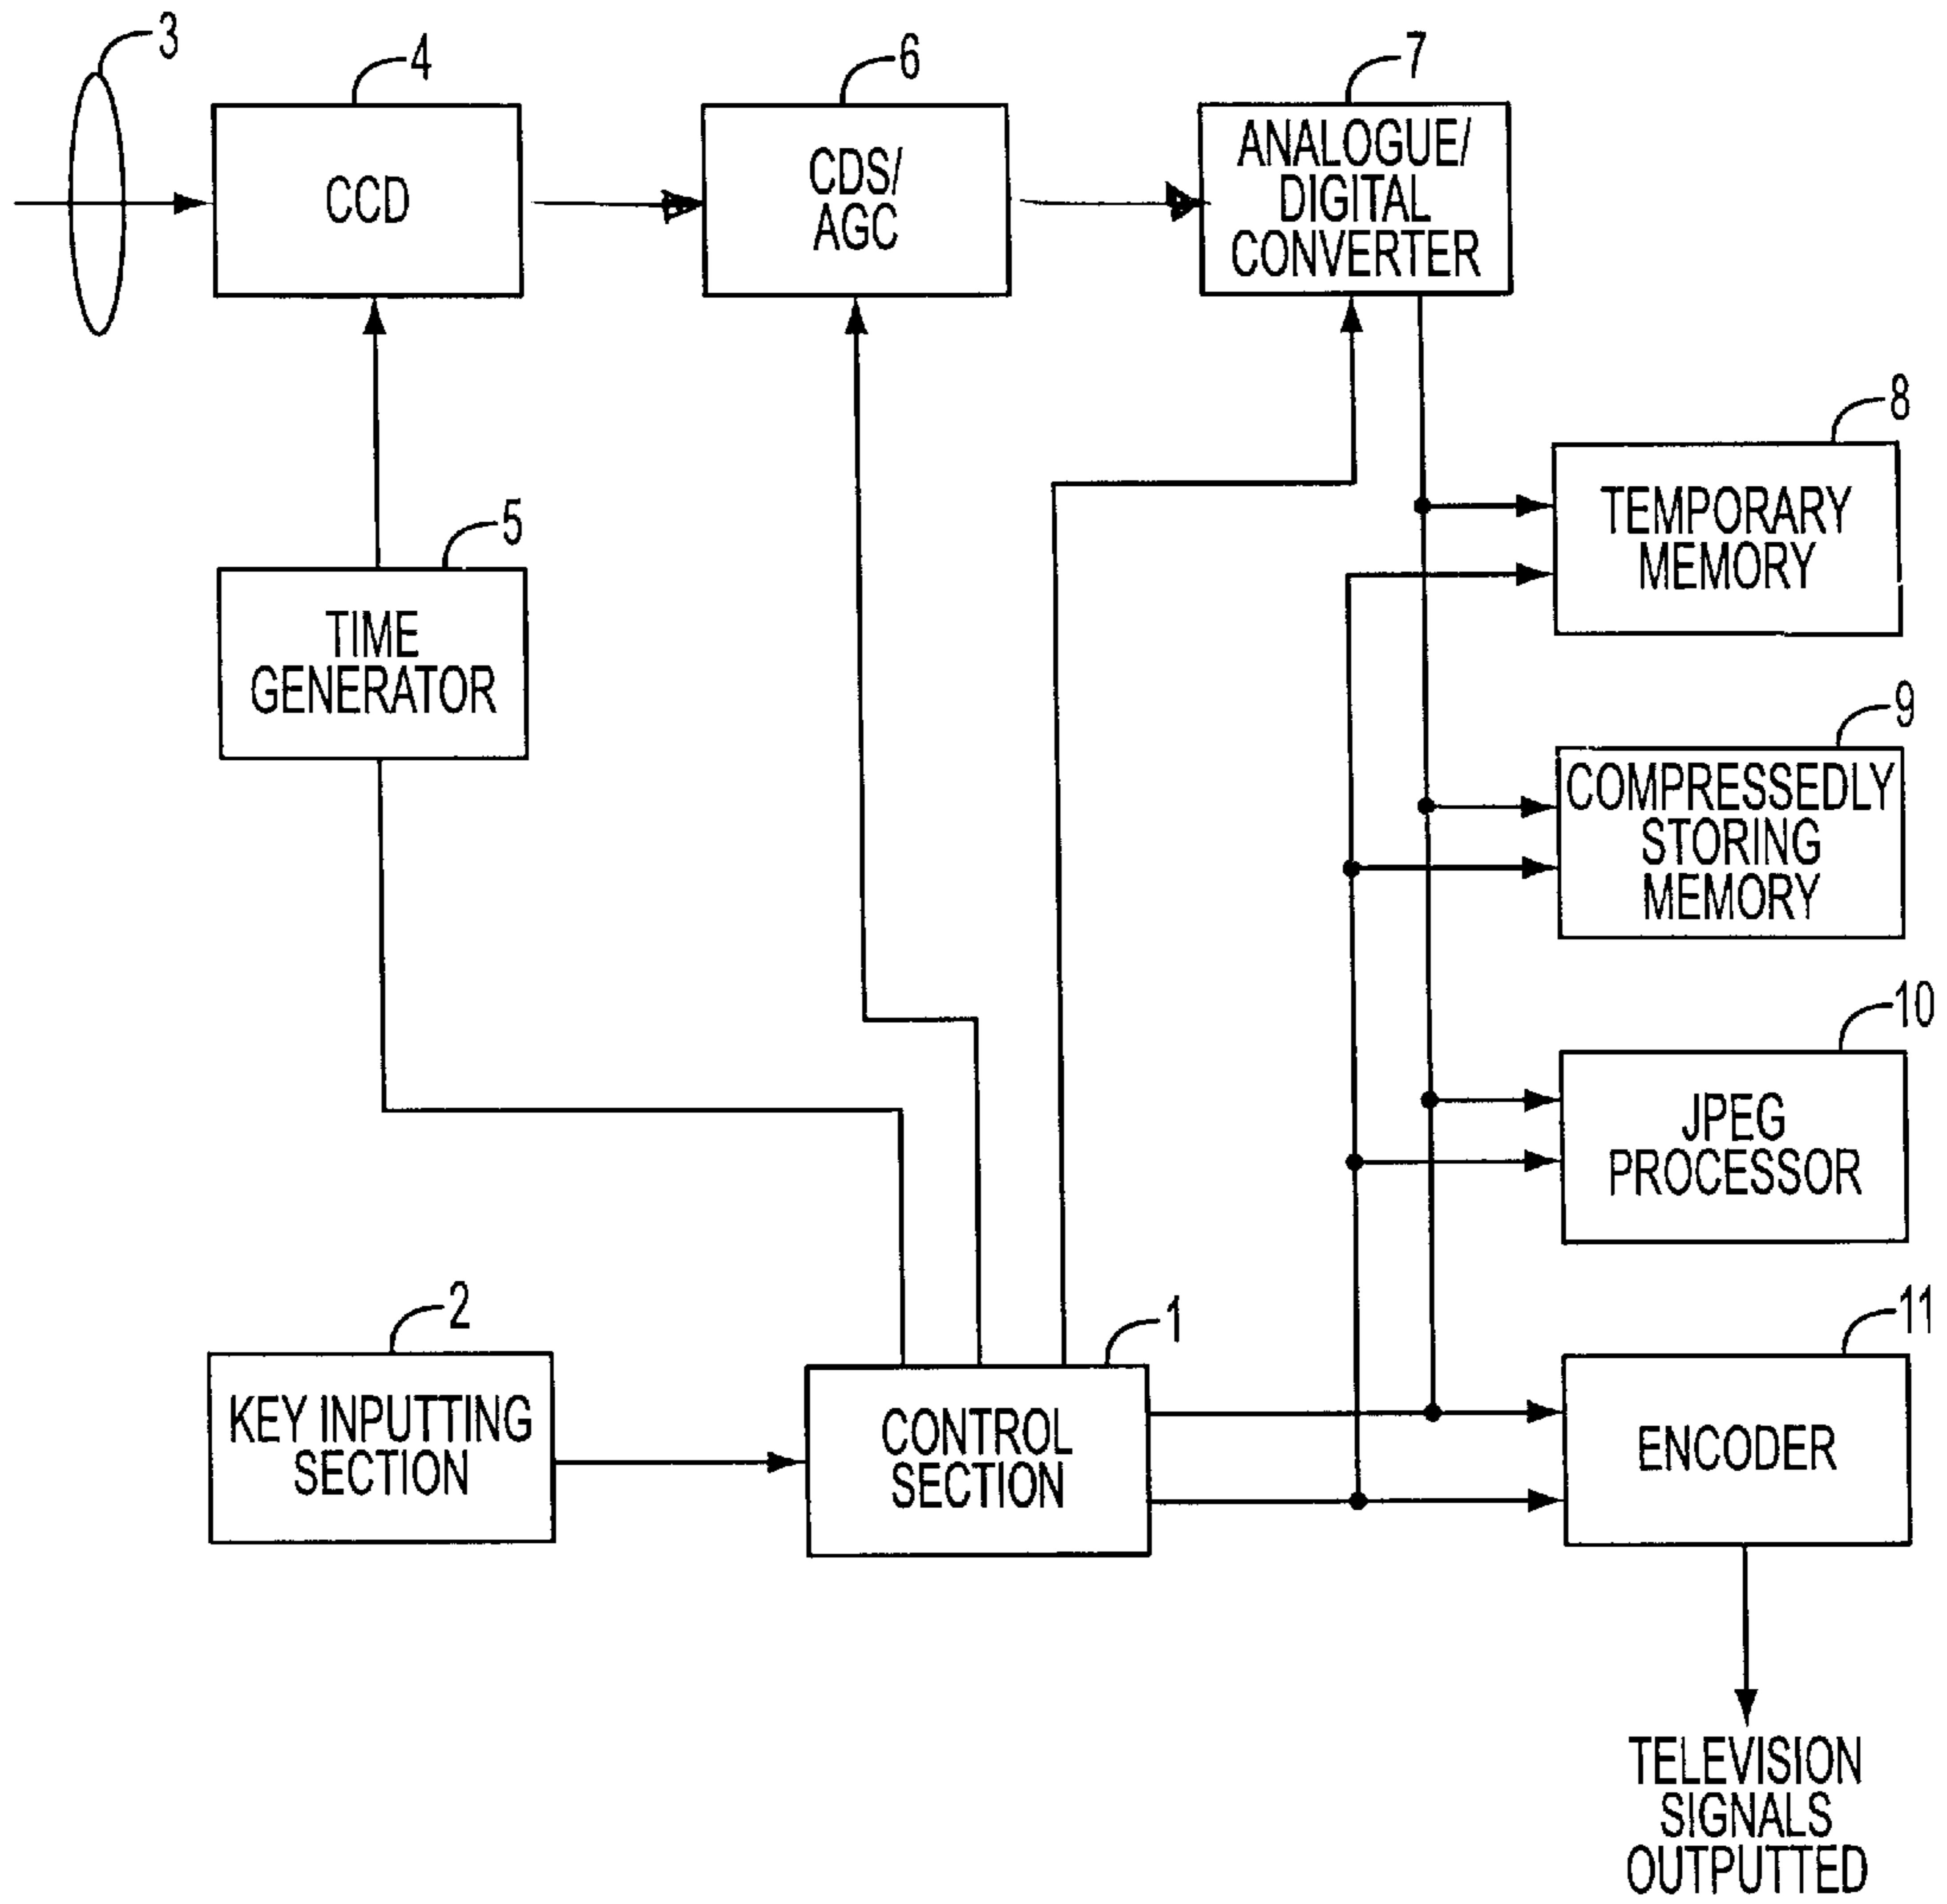 3
4
CCD
6
CDS/
AGC
7
ANALOGUE/
DIGITAL
CONVERTER
8
TEMPORARY
MEMORY
5
TIME
GENERATOR
9
COMPRESSEDLY
STORING
MEMORY
10
JPEG
PROCESSOR
2
KEY INPUTTING
SECTION
1
CONTROL
SECTION
11
ENCODER
TELEVISION
SIGNALS
OUTPUTTED